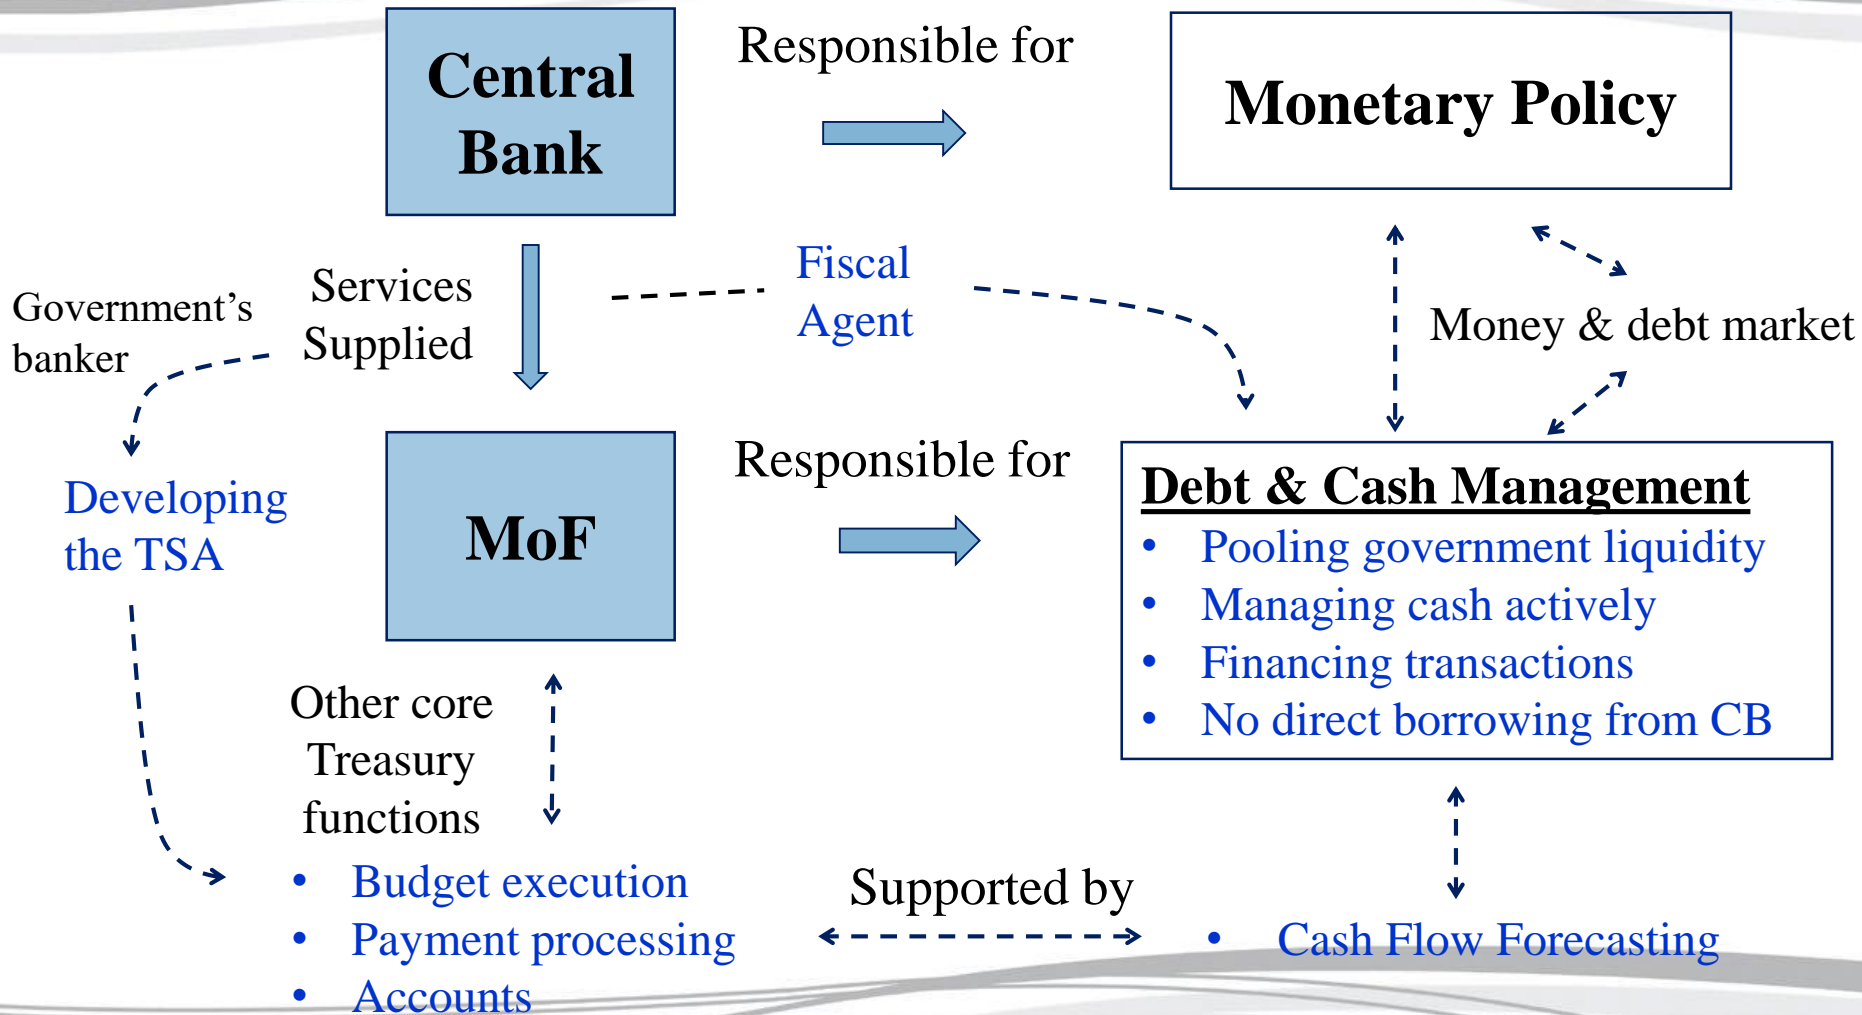 Central
Bank
Responsible for
Monetary Policy
Government’s
banker
Services
Supplied
Fiscal
Agent
Money & debt market
Developing
the TSA
MoF
Responsible for
Debt & Cash Management
• Pooling government liquidity
• Managing cash actively
• Financing transactions
• No direct borrowing from CB
Other core
Treasury
functions
• Budget execution
• Payment processing
• Accounts
Supported by
• Cash Flow Forecasting